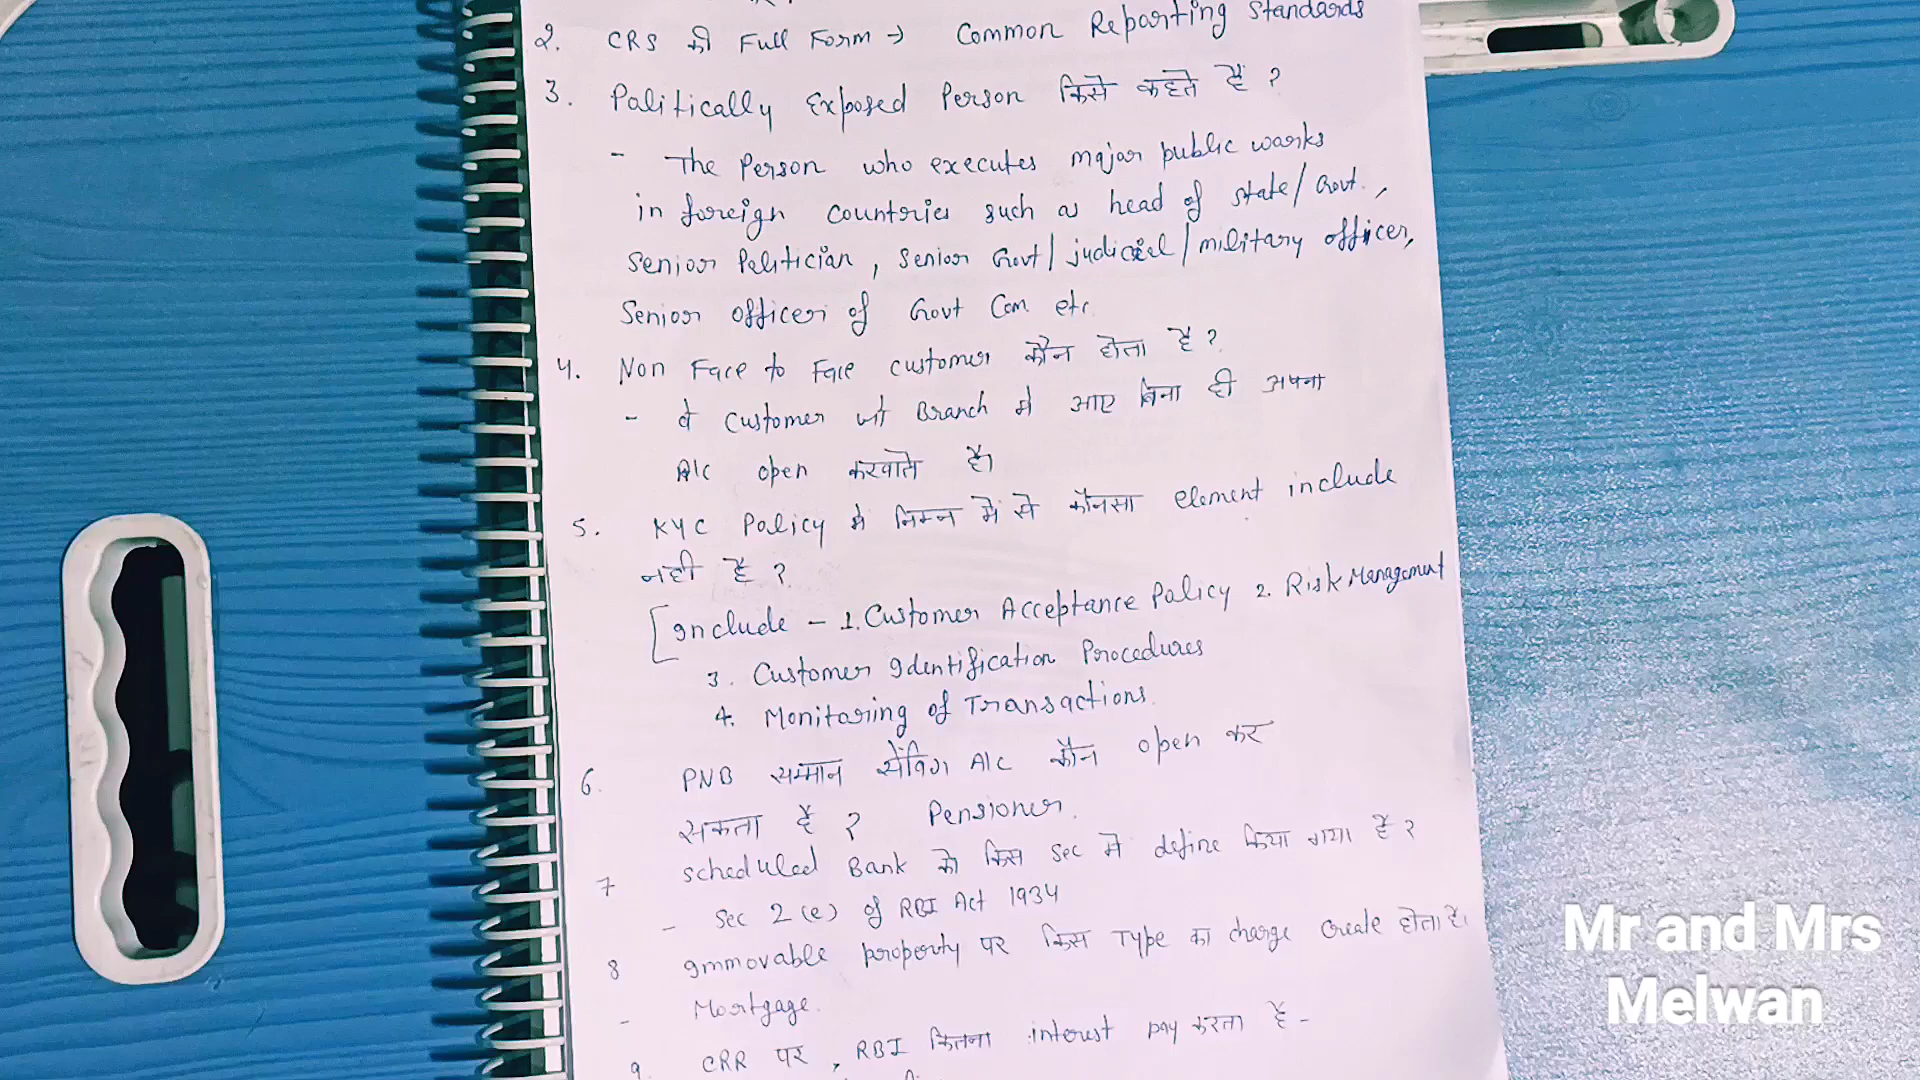 2. CRS की Full Form → Common Reporting Standards
3. Politically Exposed Person किसे कहते हैं ?
- The Person who executes major public works
in foreign countries such as head of state/Govt.,
Senior Politician, Senior Govt/judiciel/military officer,
Senior officer of Govt Com. etc.
4. Non Face to Face customer कौन होता है ?
- वे Customer जो Branch मे आए बिना ही अपना
A/c open करवाते है।
5. KYC Policy मे निम्न में से कौनसा element include
नही है ?
[Include - 1. Customer Acceptance Policy 2. Risk Management
3. Customer Identification Procedures
4. Monitoring of Transactions.
6. PNB सम्मान सेविंग A/c कौन open कर
सकता है ? Pensioner.
7 Scheduled Bank को किस Sec मे define किया गया है ?
- Sec 2(e) of RBI Act 1934
8 Immovable property पर किस Type का charge Create होता है।
- Mortgage.
9. CRR पर, RBI कितना interest pay करता है -
Mr and Mrs
Melwan